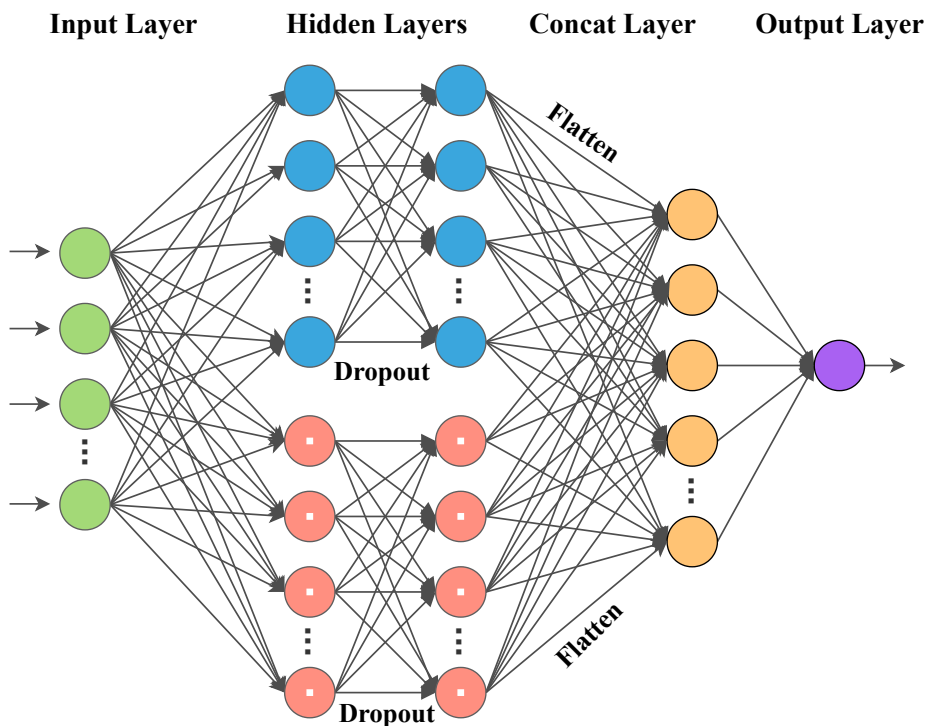 Input Layer
Hidden Layers
Concat Layer
Output Layer
Flatten
Dropout
Flatten
Dropout